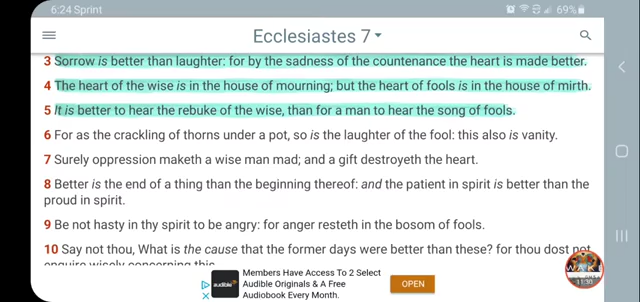 6:24 Sprint
69%
Ecclesiastes 7
3 Sorrow is better than laughter: for by the sadness of the countenance the heart is made better.
4 The heart of the wise is in the house of mourning; but the heart of fools is in the house of mirth.
5 It is better to hear the rebuke of the wise, than for a man to hear the song of fools.
6 For as the crackling of thorns under a pot, so is the laughter of the fool: this also is vanity.
7 Surely oppression maketh a wise man mad; and a gift destroyeth the heart.
8 Better is the end of a thing than the beginning thereof: and the patient in spirit is better than the
proud in spirit.
9 Be not hasty in thy spirit to be angry: for anger resteth in the bosom of fools.
10 Say not thou, What is the cause that the former days were better than these? for thou dost not
enquire wisely concerning this.
audible
Members Have Access To 2 Select
Audible Originals & A Free
Audiobook Every Month.
OPEN
WAKE
11:30